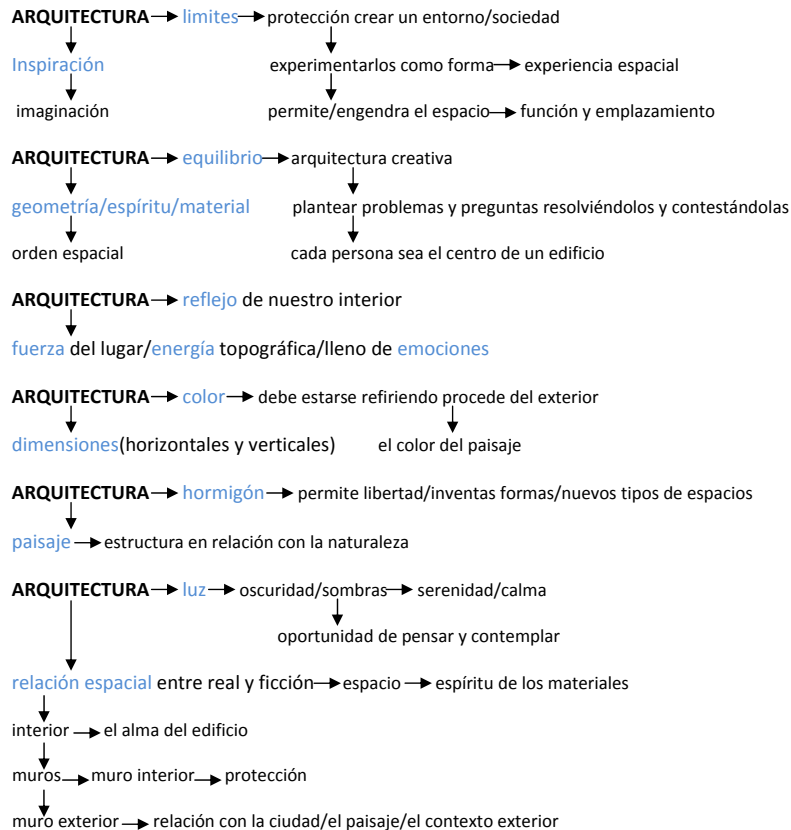 ARQUITECTURA → limites → protección crear un entorno/sociedad
Inspiración experimentarlos como forma → experiencia espacial
imaginación permite/engendra el espacio → función y emplazamiento
ARQUITECTURA → equilibrio → arquitectura creativa
geometría/espíritu/material plantear problemas y preguntas resolviéndolos y contestándolas
orden espacial cada persona sea el centro de un edificio
ARQUITECTURA → reflejo de nuestro interior
fuerza del lugar/energía topográfica/lleno de emociones
ARQUITECTURA → color → debe estarse refiriendo procede del exterior
dimensiones(horizontales y verticales) el color del paisaje
ARQUITECTURA → hormigón → permite libertad/inventas formas/nuevos tipos de espacios
paisaje → estructura en relación con la naturaleza
ARQUITECTURA → luz → oscuridad/sombras → serenidad/calma
oportunidad de pensar y contemplar
relación espacial entre real y ficción → espacio → espíritu de los materiales
interior → el alma del edificio
muros → muro interior → protección
muro exterior → relación con la ciudad/el paisaje/el contexto exterior